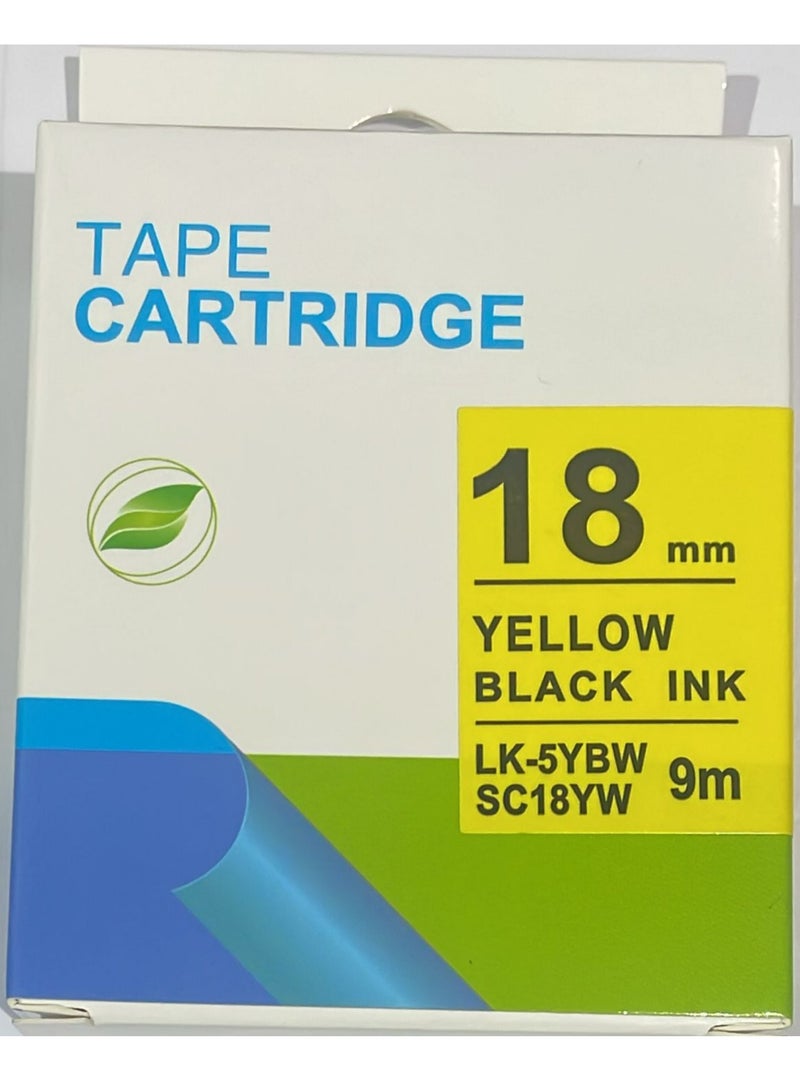 TAPE
CARTRIDGE
18 mm
YELLOW
BLACK INK
LK-5YBW
SC18YW 9m